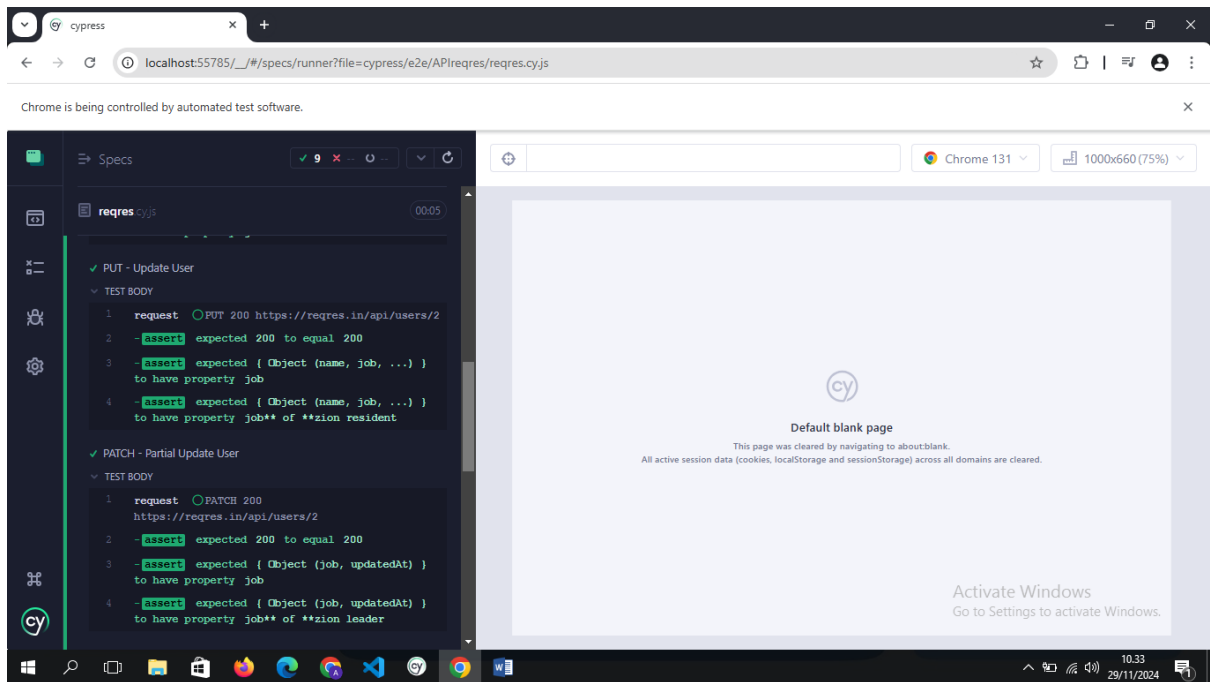 cypress
localhost:55785/__/#/specs/runner?file=cypress/e2e/APIreqres/reqres.cy.js
Chrome is being controlled by automated test software.
Specs
9 -- --
Chrome 131
1000x660 (75%)
reqres.cy.js
00:05
PUT - Update User
TEST BODY
1 request PUT 200 https://reqres.in/api/users/2
2 -assert expected 200 to equal 200
3 -assert expected { Object (name, job, ...) }
to have property job
4 -assert expected { Object (name, job, ...) }
to have property job** of **zion resident
PATCH - Partial Update User
TEST BODY
1 request PATCH 200
https://reqres.in/api/users/2
2 -assert expected 200 to equal 200
3 -assert expected { Object (job, updatedAt) }
to have property job
4 -assert expected { Object (job, updatedAt) }
to have property job** of **zion leader
cy
Default blank page
This page was cleared by navigating to about:blank.
All active session data (cookies, localStorage and sessionStorage) across all domains are cleared.
Activate Windows
Go to Settings to activate Windows.
cy
10.33
29/11/2024
1